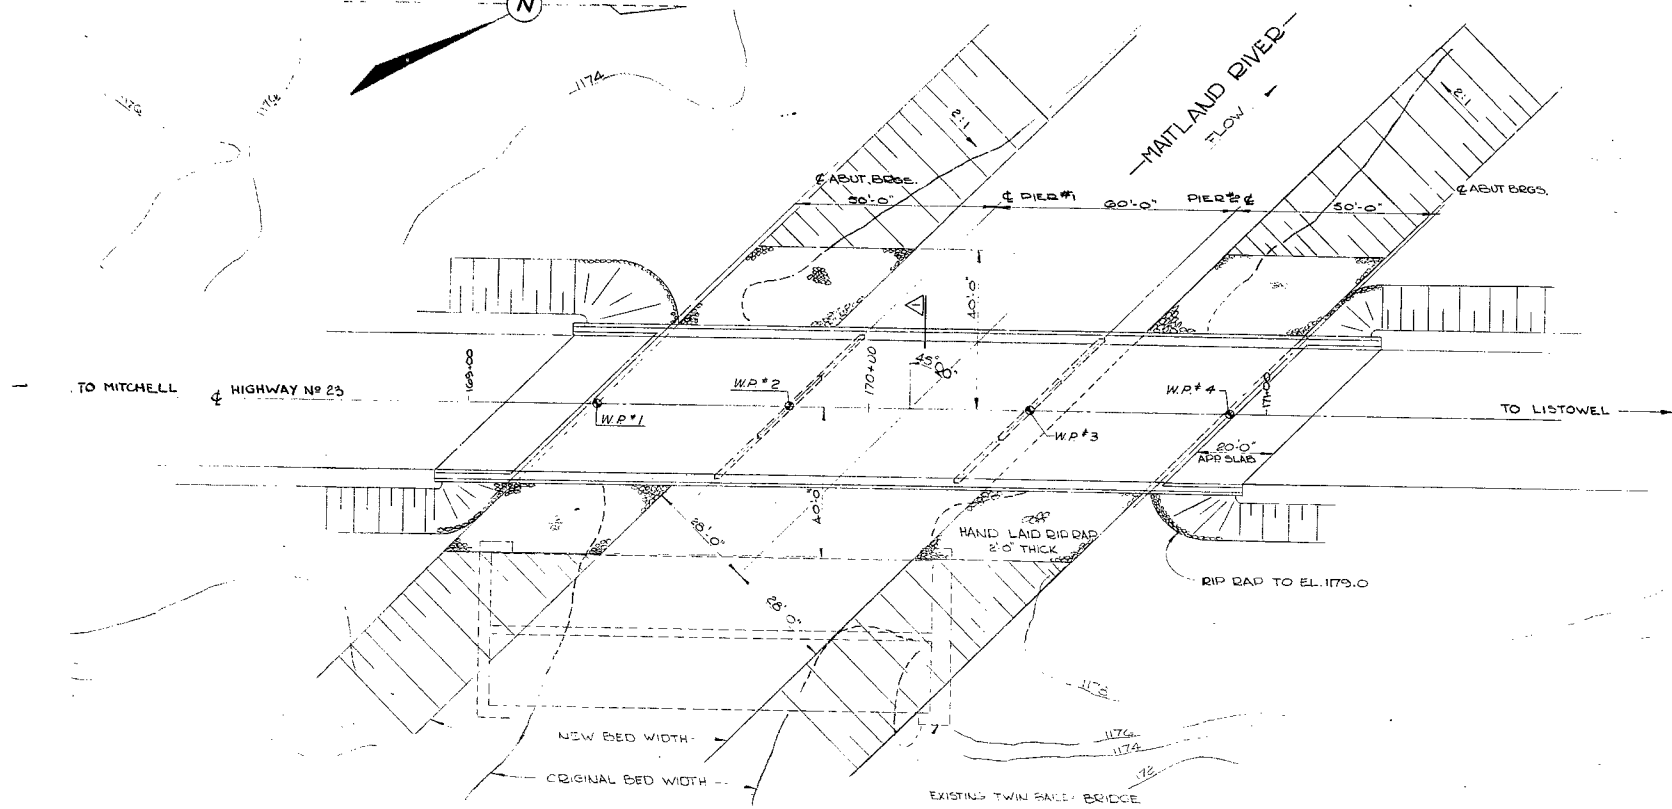 N
1174
1176
1176
MAITLAND RIVER
FLOW
2:1
2:1
℄ ABUT. BRGS.
50'-0"
℄ PIER #1
60'-0"
PIER #2 ℄
50'-0"
℄ ABUT BRGS.
40'-0"
1
169+00
170+00
171+00
45°
TO MITCHELL
℄ HIGHWAY Nº 23
W.P. #1
W.P. #2
W.P. #3
W.P. #4
TO LISTOWEL
20'-0"
APP. SLAB
40'-0"
28'-0"
28'-0"
HAND LAID RIP RAP
2'-0" THICK
RIP RAP TO EL. 1179.0
1176
1174
NEW BED WIDTH
ORIGINAL BED WIDTH
EXISTING TWIN BAILEY BRIDGE